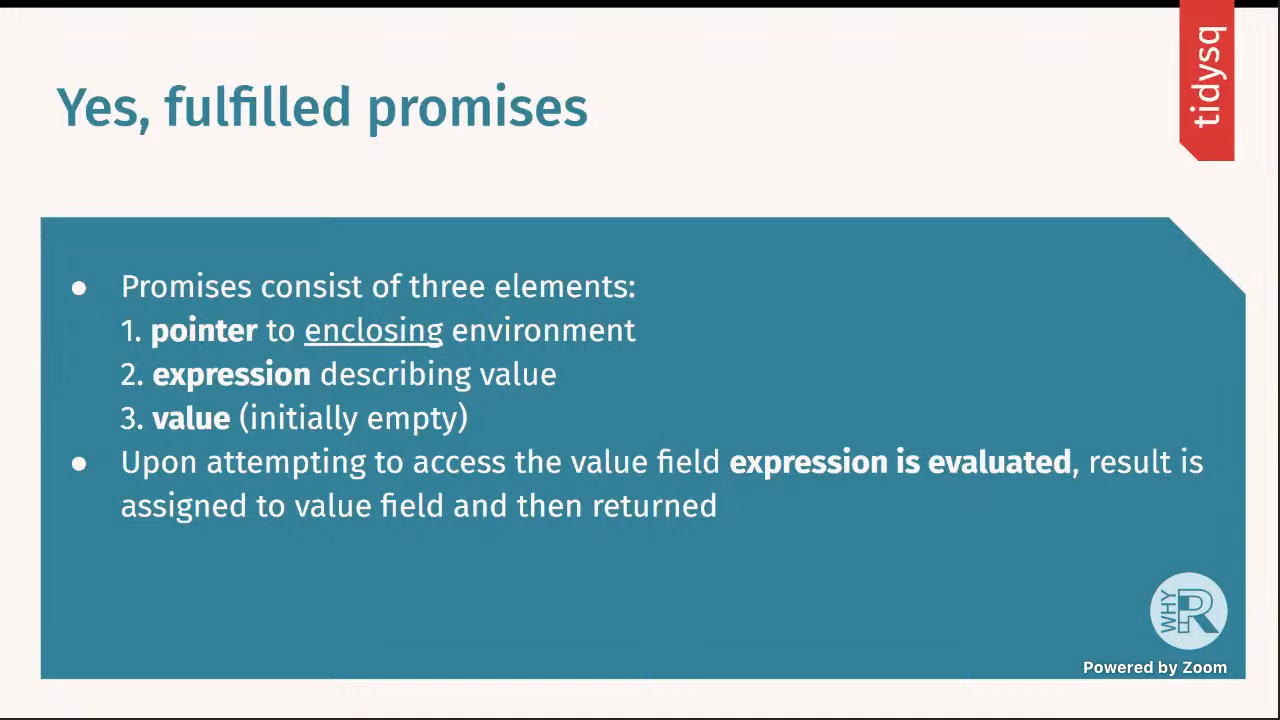 tidysq
Yes, fulfilled promises
● Promises consist of three elements:
1. pointer to enclosing environment
2. expression describing value
3. value (initially empty)
● Upon attempting to access the value field expression is evaluated, result is
assigned to value field and then returned
WHY R
Powered by Zoom